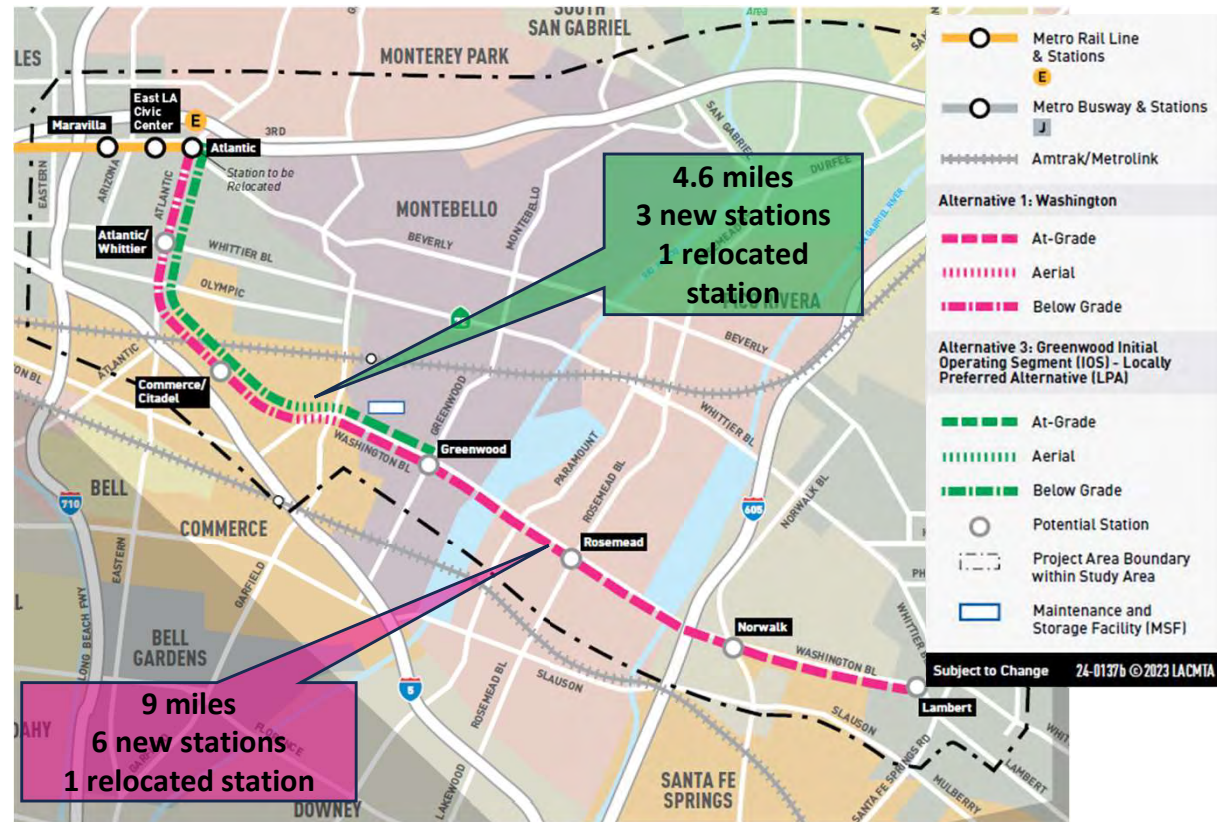 SOUTH
SAN GABRIEL
MONTEREY PARK
LES
East LA
Civic
Center
Maravilla
E
Atlantic
3RD
Station to be
Relocated
EASTERN
ARIZONA
ATLANTIC
SAN GABRIEL
DURFEE
SAN GABRIEL RIVER
MONTEBELLO
MONTEBELLO
Atlantic/
Whittier
WHITTIER BL
BEVERLY
OLYMPIC
4.6 miles
3 new stations
1 relocated
station
PICO RIVERA
BEVERLY
ATLANTIC
Commerce/
Citadel
GREENWOOD
WHITTIER BL
WASHINGTON BL
Greenwood
PARAMOUNT
ROSEMEAD BL
NORWALK BL
BELL
710
605
COMMERCE
Rosemead
EASTERN
GARFIELD
LONG BEACH FWY
BELL
GARDENS
Norwalk
WASHINGTON BL
WHITTIER BL
SLAUSON
5
ROSEMEAD BL
Lambert
9 miles
6 new stations
1 relocated station
FLORENCE
SLAUSON
LAKEWOOD
SANTA FE
SPRINGS
SANTA FE SPRINGS RD
MULBERRY
LAMBERT
DOWNEY
Metro Rail Line
& Stations
E
Metro Busway & Stations
J
Amtrak/Metrolink
Alternative 1: Washington
At-Grade
Aerial
Below Grade
Alternative 3: Greenwood Initial
Operating Segment (IOS) - Locally
Preferred Alternative (LPA)
At-Grade
Aerial
Below Grade
Potential Station
Project Area Boundary
within Study Area
Maintenance and
Storage Facility (MSF)
Subject to Change 24-0137b ©2023 LACMTA